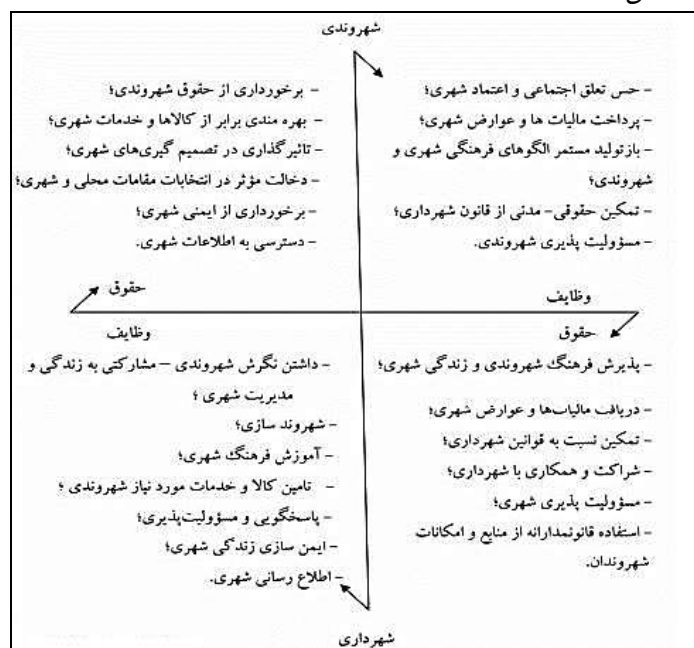 شهروندی
– حس تعلق اجتماعی و اعتماد شهری؛
– پرداخت مالیات ها و عوارض شهری؛
– بازتولید مستمر الگوهای فرهنگی شهری و
شهروندی؛
– تمکین حقوقی- مدنی از قانون شهرداری؛
– مسؤولیت پذیری شهروندی.
– برخورداری از حقوق شهروندی؛
– بهره مندی برابر از کالاها و خدمات شهری؛
– تاثیرگذاری در تصمیم گیری‌های شهری؛
– دخالت مؤثر در انتخابات مقامات محلی و شهری؛
– برخورداری از ایمنی شهری؛
– دسترسی به اطلاعات شهری.
وظایف
حقوق
حقوق
وظایف
– پذیرش فرهنگ شهروندی و زندگی شهری؛
– دریافت مالیات‌ها و عوارض شهری؛
– تمکین نسبت به قوانین شهرداری؛
– شراکت و همکاری با شهرداری؛
– مسؤولیت پذیری شهری؛
– استفاده قانونمدارانه از منابع و امکانات
شهروندان.
– داشتن نگرش شهروندی – مشارکتی به زندگی و
مدیریت شهری ؛
– شهروند سازی؛
– آموزش فرهنگ شهری؛
– تامین کالا و خدمات مورد نیاز شهروندی ؛
– پاسخگویی و مسؤولیت‌پذیری؛
– ایمن سازی زندگی شهری؛
– اطلاع رسانی شهری.
شهرداری